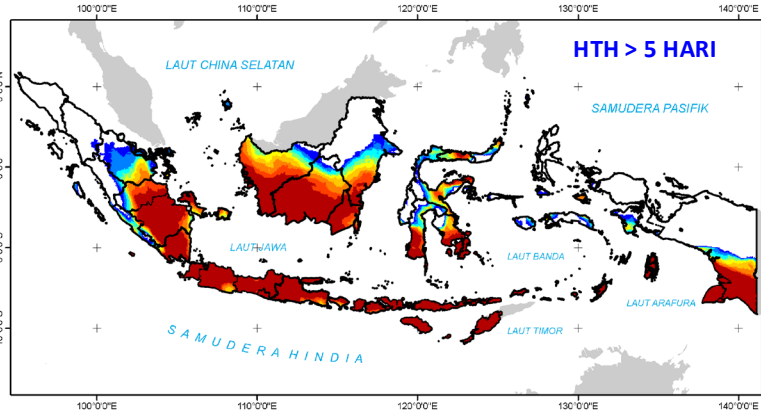 100°0'0"E 110°0'0"E 120°0'0"E 130°0'0"E 140°0'0"E
HTH > 5 HARI
LAUT CHINA SELATAN
SAMUDERA PASIFIK
LAUT JAWA
LAUT BANDA
LAUT ARAFURA
SAMUDERA HINDIA
LAUT TIMOR
100°0'0"E 110°0'0"E 120°0'0"E 130°0'0"E 140°0'0"E